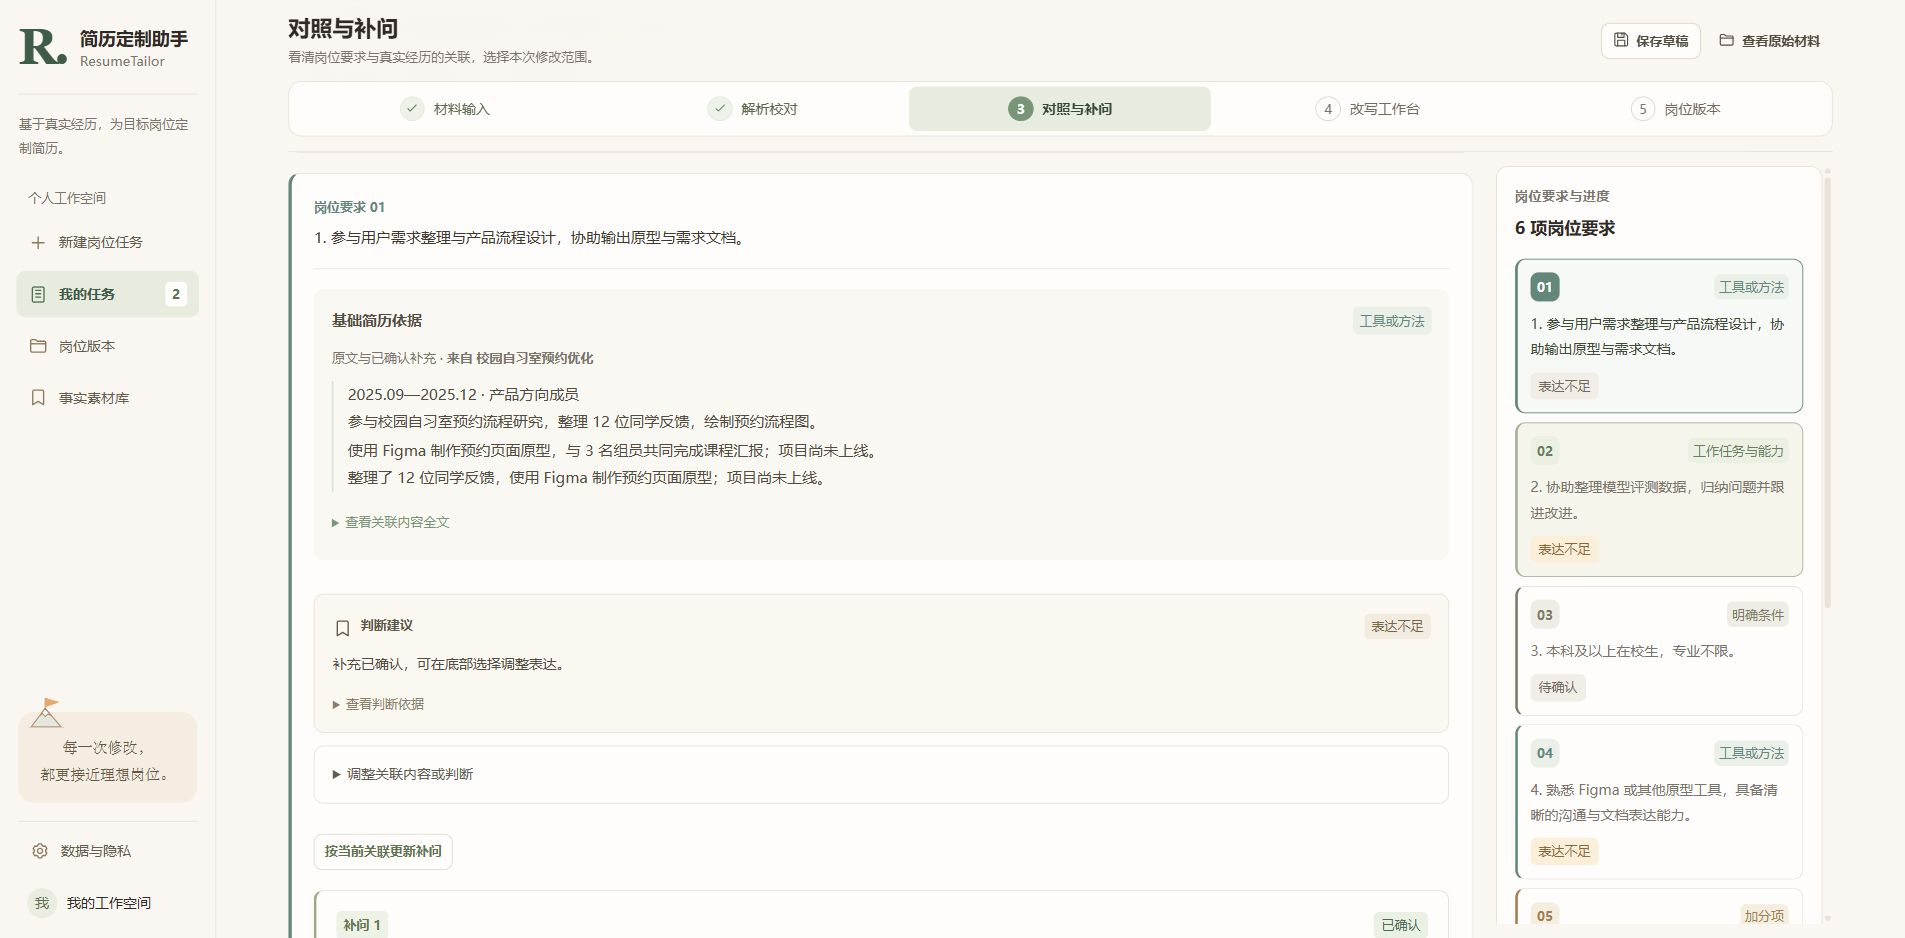 R.
简历定制助手
ResumeTailor
基于真实经历，为目标岗位定
制简历。
个人工作空间
新建岗位任务
我的任务 2
岗位版本
事实素材库
每一次修改，
都更接近理想岗位。
数据与隐私
我 我的工作空间
对照与补问
看清岗位要求与真实经历的关联，选择本次修改范围。
保存草稿
查看原始材料
材料输入
解析校对
3 对照与补问
4 改写工作台
5 岗位版本
岗位要求 01
1. 参与用户需求整理与产品流程设计，协助输出原型与需求文档。
基础简历依据 工具或方法
原文与已确认补充 · 来自 校园自习室预约优化
2025.09—2025.12 · 产品方向成员
参与校园自习室预约流程研究，整理 12 位同学反馈，绘制预约流程图。
使用 Figma 制作预约页面原型，与 3 名组员共同完成课程汇报；项目尚未上线。
整理了 12 位同学反馈，使用 Figma 制作预约页面原型；项目尚未上线。
查看关联内容全文
判断建议 表达不足
补充已确认，可在底部选择调整表达。
查看判断依据
调整关联内容或判断
按当前关联更新补问
补问 1 已确认
岗位要求与进度
6 项岗位要求
01 工具或方法
1. 参与用户需求整理与产品流程设计，协
助输出原型与需求文档。
表达不足
02 工作任务与能力
2. 协助整理模型评测数据，归纳问题并跟
进改进。
表达不足
03 明确条件
3. 本科及以上在校生，专业不限。
待确认
04 工具或方法
4. 熟悉 Figma 或其他原型工具，具备清
晰的沟通与文档表达能力。
表达不足
05 加分项